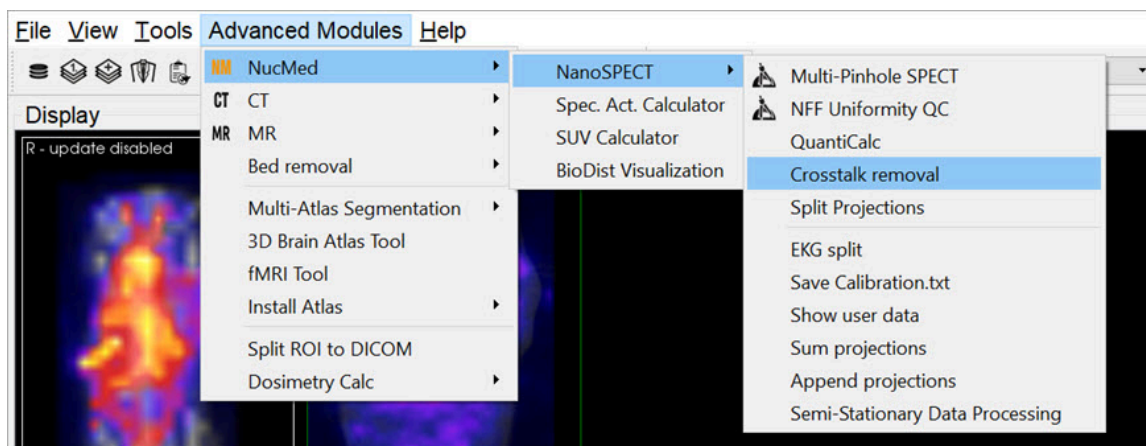 File View Tools Advanced Modules Help
Display
R - update disabled
NM NucMed
CT CT
MR MR
Bed removal
Multi-Atlas Segmentation
3D Brain Atlas Tool
fMRI Tool
Install Atlas
Split ROI to DICOM
Dosimetry Calc
NanoSPECT
Spec. Act. Calculator
SUV Calculator
BioDist Visualization
Multi-Pinhole SPECT
NFF Uniformity QC
QuantiCalc
Crosstalk removal
Split Projections
EKG split
Save Calibration.txt
Show user data
Sum projections
Append projections
Semi-Stationary Data Processing